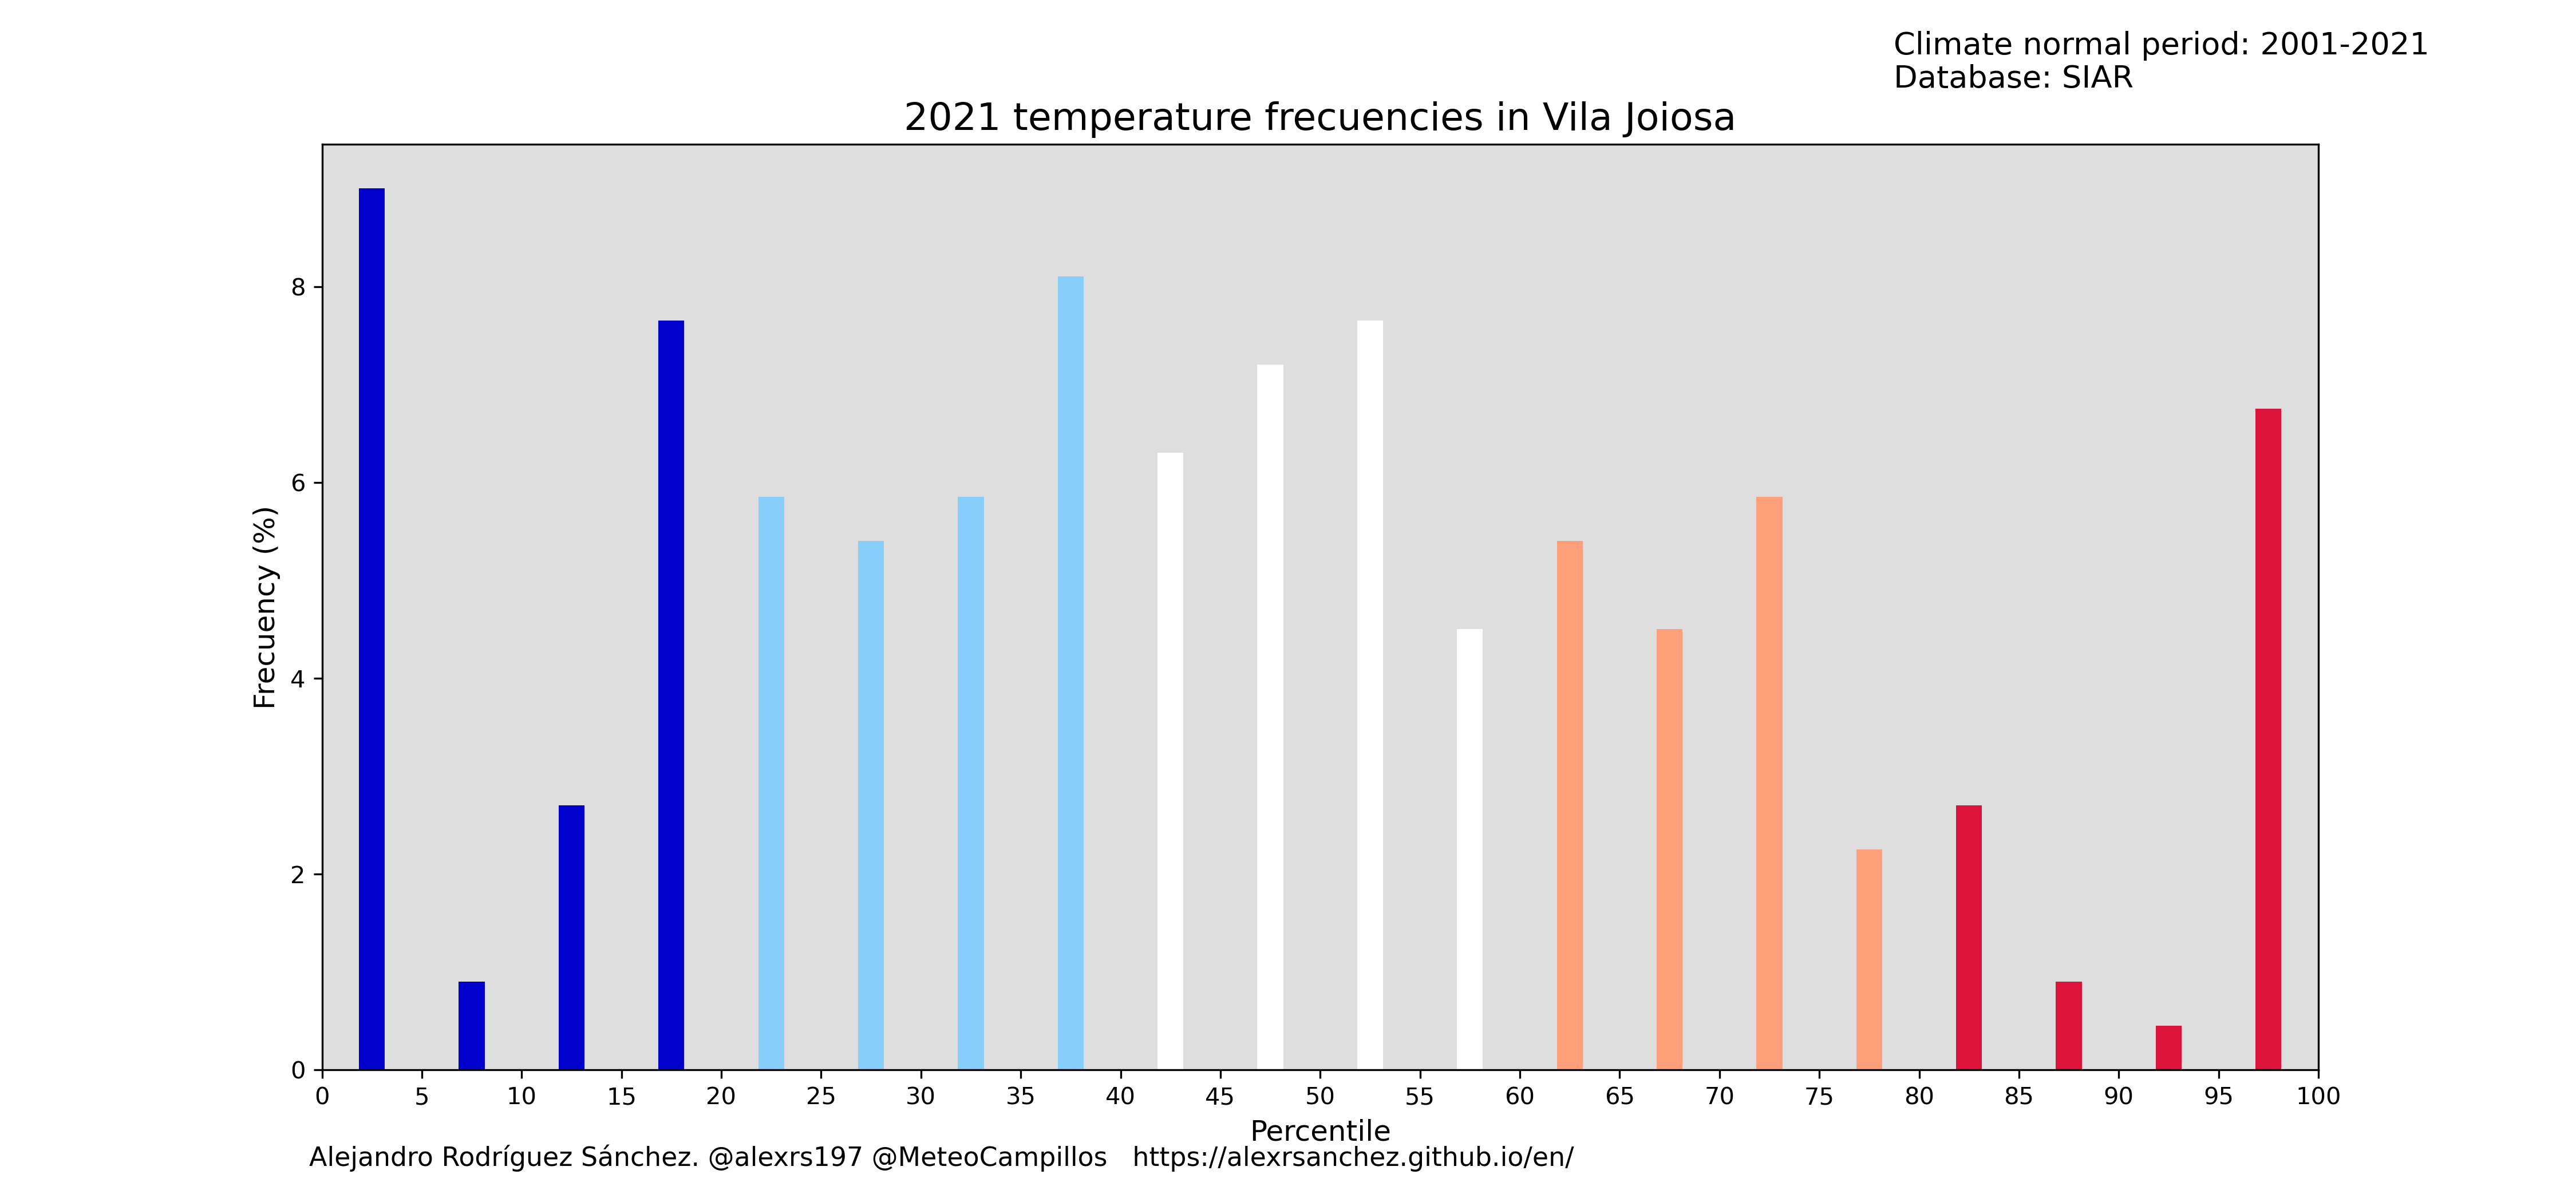 Climate normal period: 2001-2021
Database: SIAR
2021 temperature frecuencies in Vila Joiosa
Frecuency (%)
8
6
4
2
0
0 5 10 15 20 25 30 35 40 45 50 55 60 65 70 75 80 85 90 95 100
Percentile
Alejandro Rodríguez Sánchez. @alexrs197 @MeteoCampillos https://alexrsanchez.github.io/en/